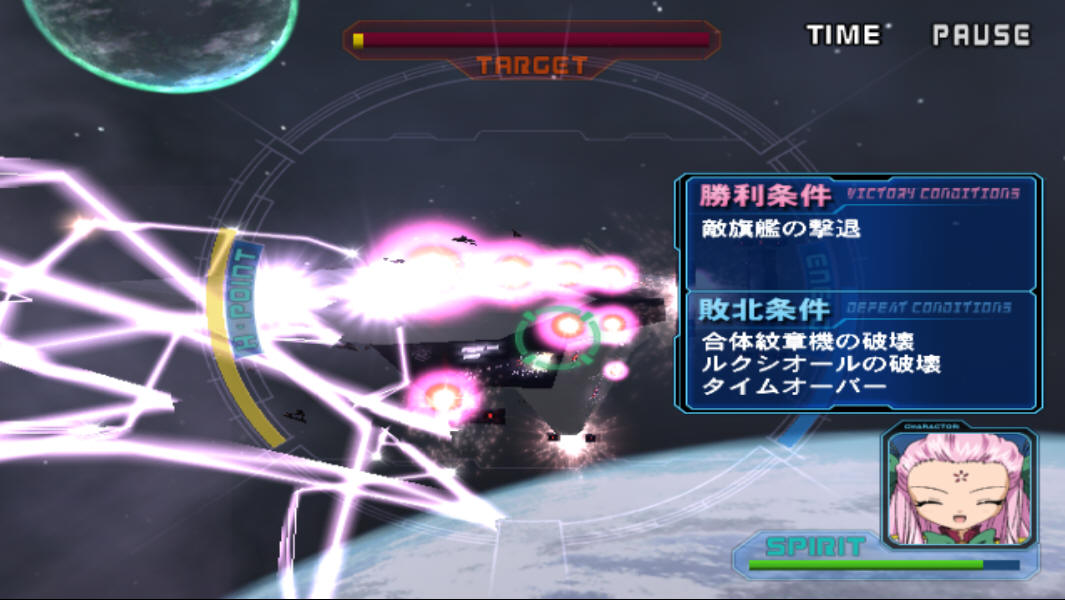 TARGET
TIME
PAUSE
勝利条件 VICTORY CONDITIONS
敵旗艦の撃退
敗北条件 DEFEAT CONDITIONS
合体紋章機の破壊
ルクシオールの破壊
タイムオーバー
H-POINT
EN
CHARACTOR
SPIRIT